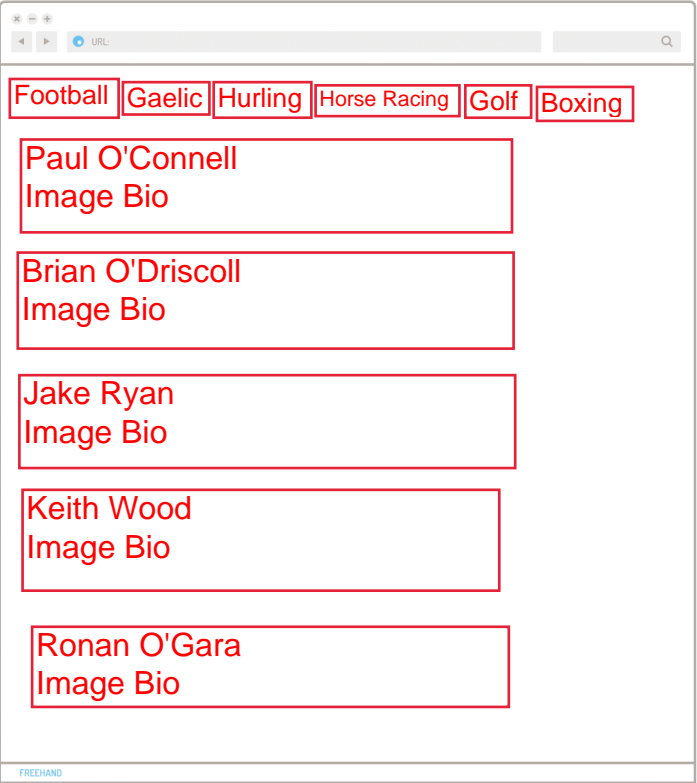 URL:
Football Gaelic Hurling Horse Racing Golf Boxing
Paul O'Connell
Image Bio
Brian O'Driscoll
Image Bio
Jake Ryan
Image Bio
Keith Wood
Image Bio
Ronan O'Gara
Image Bio
FREEHAND